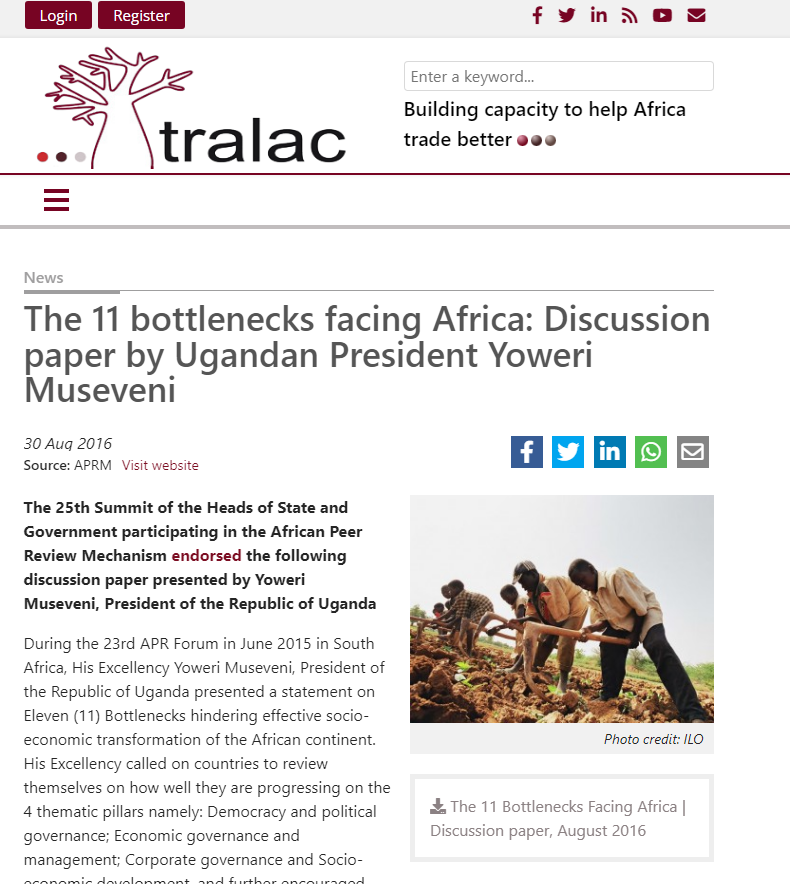 Login Register
Enter a keyword...
tralac
Building capacity to help Africa
trade better
News
The 11 bottlenecks facing Africa: Discussion
paper by Ugandan President Yoweri
Museveni
30 Aug 2016
Source: APRM Visit website
The 25th Summit of the Heads of State and
Government participating in the African Peer
Review Mechanism endorsed the following
discussion paper presented by Yoweri
Museveni, President of the Republic of Uganda
During the 23rd APR Forum in June 2015 in South
Africa, His Excellency Yoweri Museveni, President of
the Republic of Uganda presented a statement on
Eleven (11) Bottlenecks hindering effective socio-
economic transformation of the African continent.
His Excellency called on countries to review
themselves on how well they are progressing on the
4 thematic pillars namely: Democracy and political
governance; Economic governance and
management; Corporate governance and Socio-
economic development, and further encouraged
Photo credit: ILO
The 11 Bottlenecks Facing Africa |
Discussion paper, August 2016